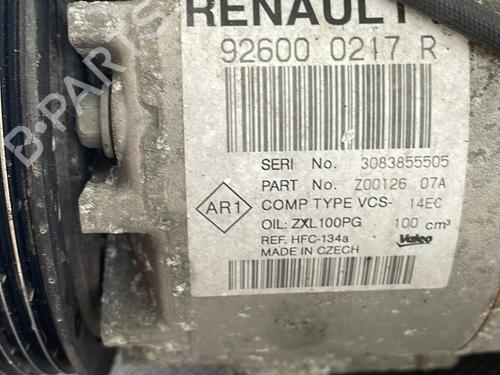 RENAULT
92600 0217 R
SERI No. 3083855505
PART No. Z00126 07A
AR1
COMP TYPE VCS- 14EC
OIL: ZXL100PG 100 cm³
REF. HFC-134a
Valeo
MADE IN CZECH
B-PARTS